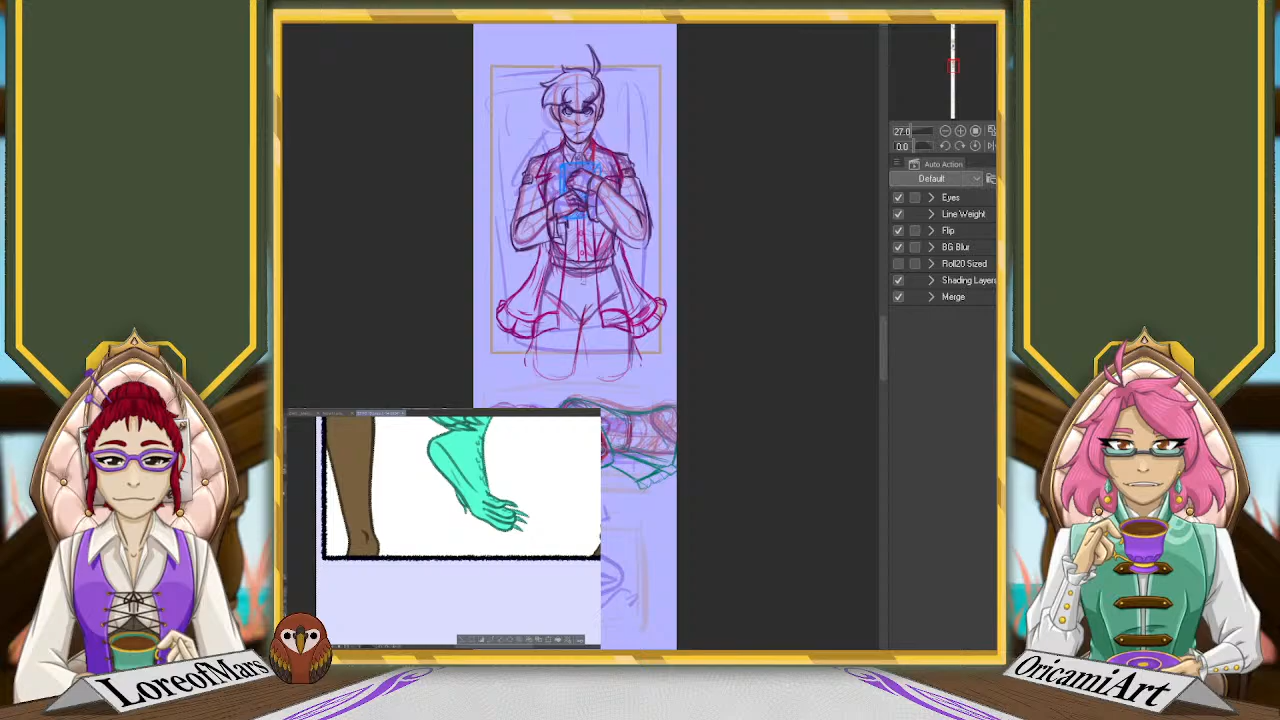 27.0
0.0
Auto Action
Default
Eyes
Line Weight
Flip
BG Blur
Roll20 Sized
Shading Layers
Merge
LoreofMars
OricamiArt